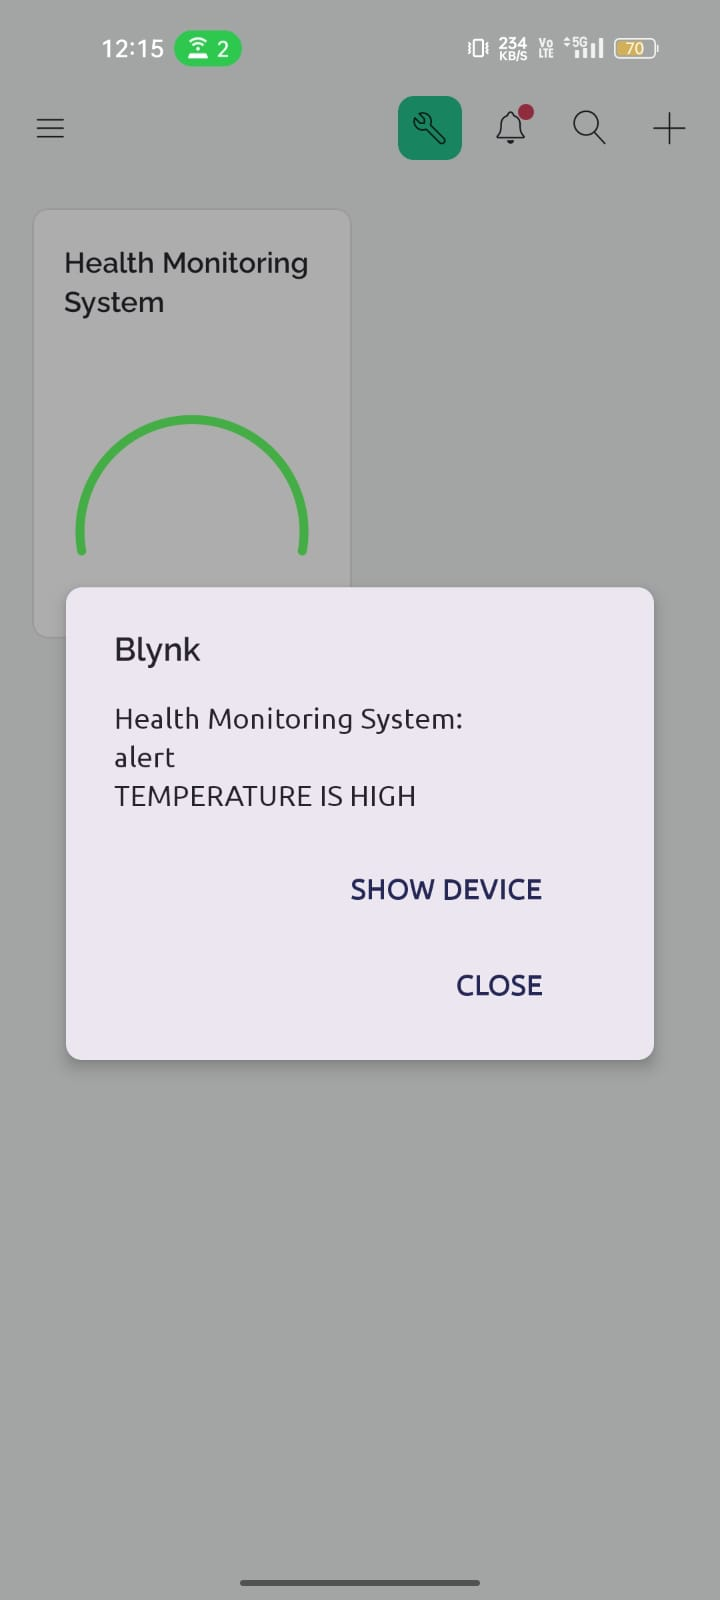 12:15 2 234 KB/S Vo LTE 5G 70
Health Monitoring
System
Blynk
Health Monitoring System:
alert
TEMPERATURE IS HIGH
SHOW DEVICE
CLOSE